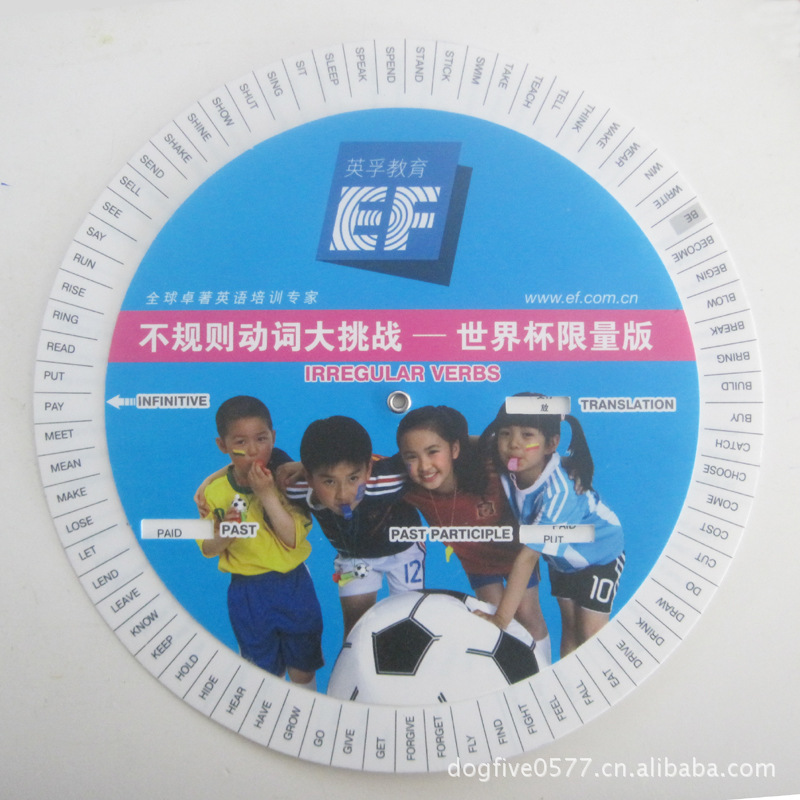 英孚教育
EF
全球卓著英语培训专家
www.ef.com.cn
不规则动词大挑战 — 世界杯限量版
IRREGULAR VERBS
INFINITIVE
TRANSLATION
PAID
PAST
PAST PARTICIPLE
PAID
PUT
12
10
BE
BECOME
BEGIN
BLOW
BREAK
BRING
BUILD
BUY
CATCH
CHOOSE
COME
COST
CUT
DO
DRAW
DRINK
DRIVE
EAT
FALL
FEEL
FIGHT
FIND
FLY
FORGET
FORGIVE
GET
GIVE
GO
GROW
HAVE
HEAR
HIDE
HOLD
KEEP
KNOW
LEAVE
LEND
LET
LOSE
MAKE
MEAN
MEET
PAY
PUT
READ
RING
RISE
RUN
SAY
SEE
SELL
SEND
SHAKE
SHINE
SHOW
SHUT
SING
SIT
SLEEP
SPEAK
SPEND
STAND
STICK
SWIM
TAKE
TEACH
TELL
THINK
WAKE
WEAR
WIN
WRITE
dogfive0577.cn.alibaba.com